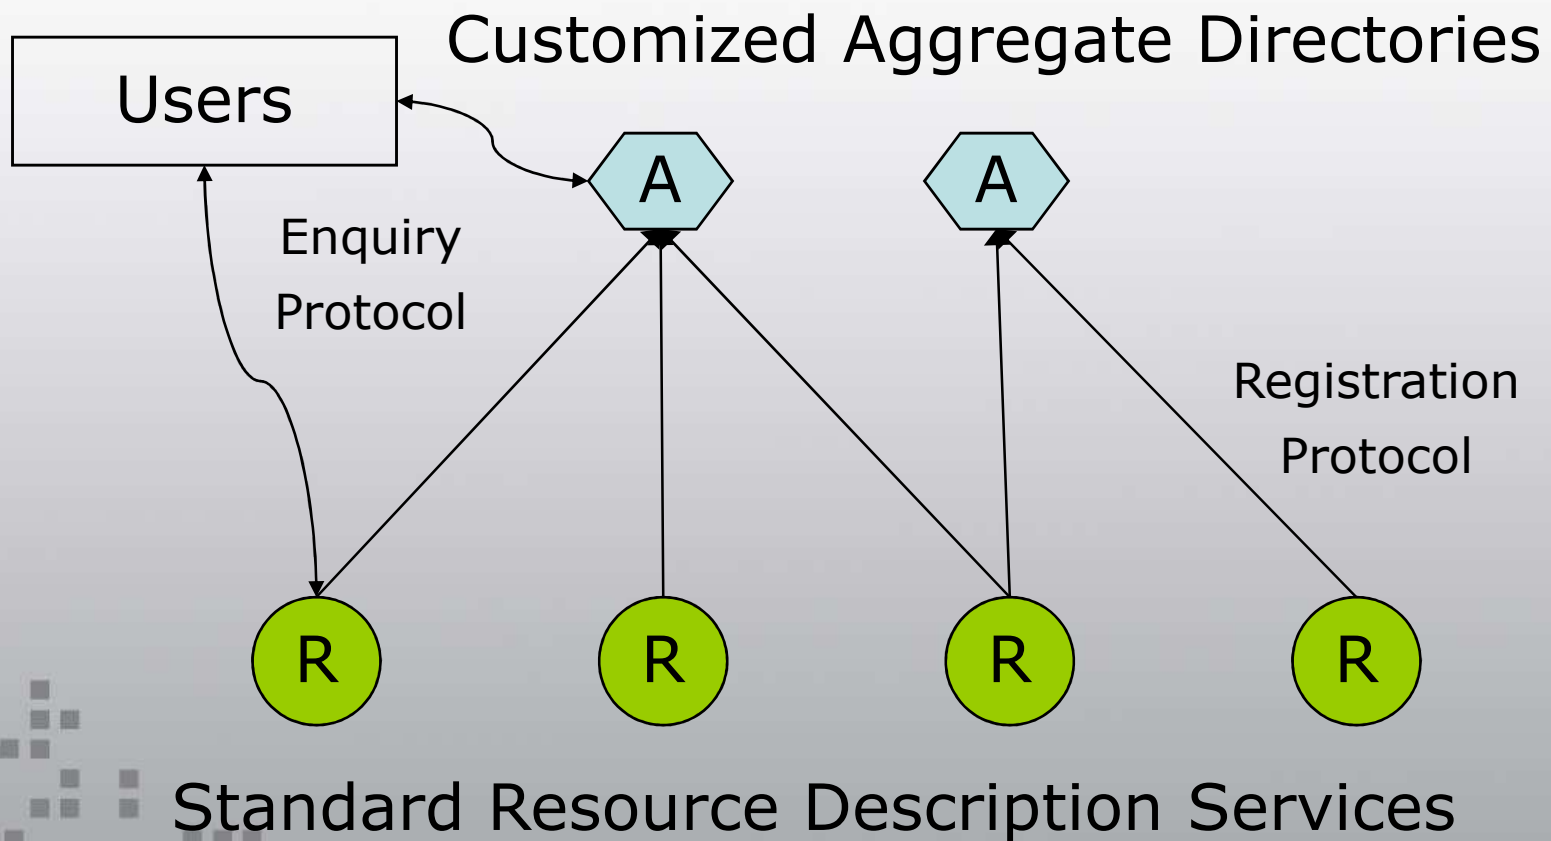 Customized Aggregate Directories
Users
A
A
Enquiry
Protocol
Registration
Protocol
R
R
R
R
Standard Resource Description Services